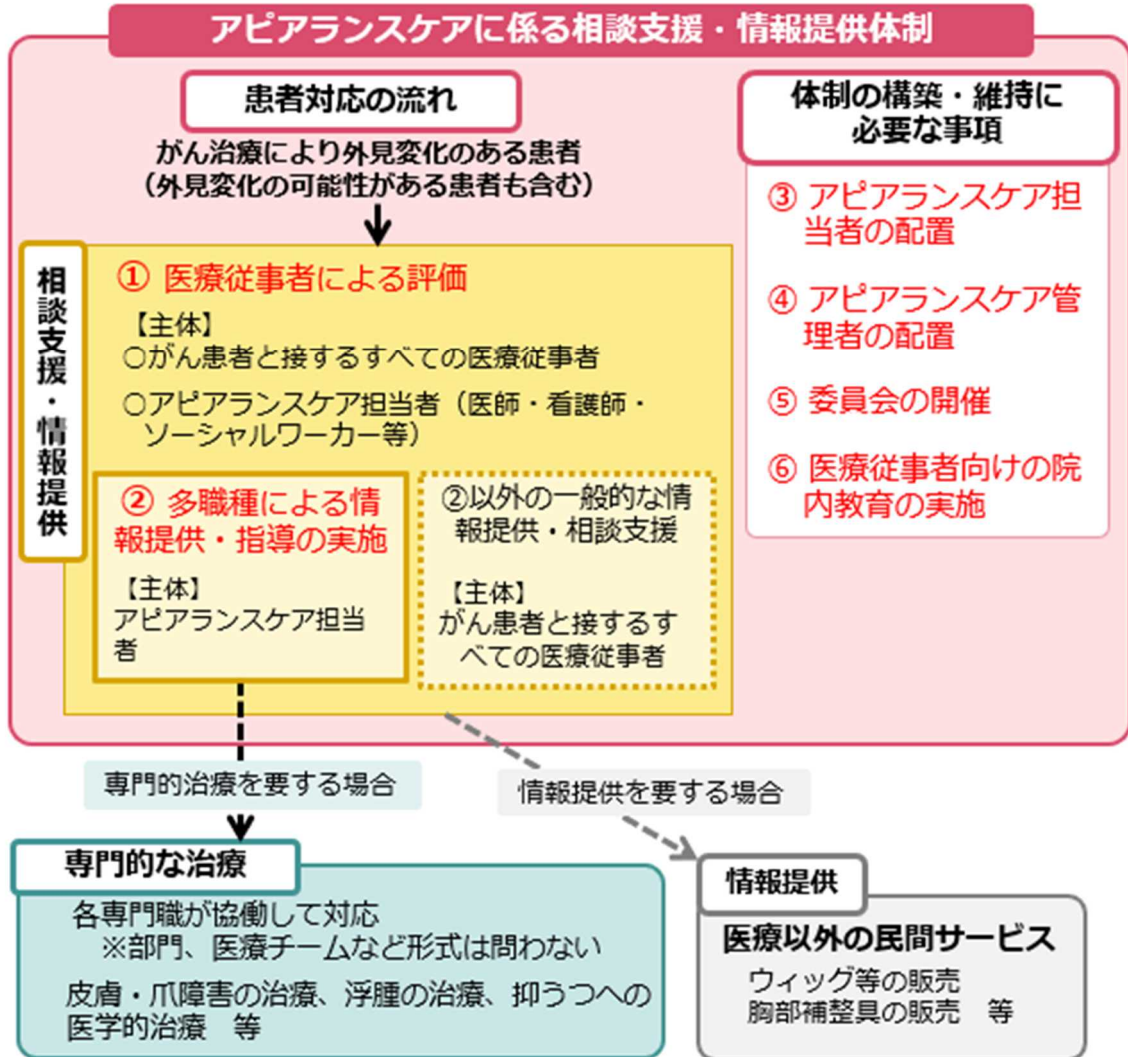 アピアランスケアに係る相談支援・情報提供体制
患者対応の流れ
がん治療により外見変化のある患者
（外見変化の可能性がある患者も含む）
相談支援・情報提供
① 医療従事者による評価
【主体】
○がん患者と接するすべての医療従事者
○アピアランスケア担当者（医師・看護師・
ソーシャルワーカー等）
② 多職種による情
報提供・指導の実施
【主体】
アピアランスケア担当
者
②以外の一般的な情
報提供・相談支援
【主体】
がん患者と接するす
べての医療従事者
体制の構築・維持に
必要な事項
③ アピアランスケア担
当者の配置
④ アピアランスケア管
理者の配置
⑤ 委員会の開催
⑥ 医療従事者向けの院
内教育の実施
専門的治療を要する場合
情報提供を要する場合
専門的な治療
各専門職が協働して対応
※部門、医療チームなど形式は問わない
皮膚・爪障害の治療、浮腫の治療、抑うつへの
医学的治療 等
情報提供
医療以外の民間サービス
ウィッグ等の販売
胸部補整具の販売 等